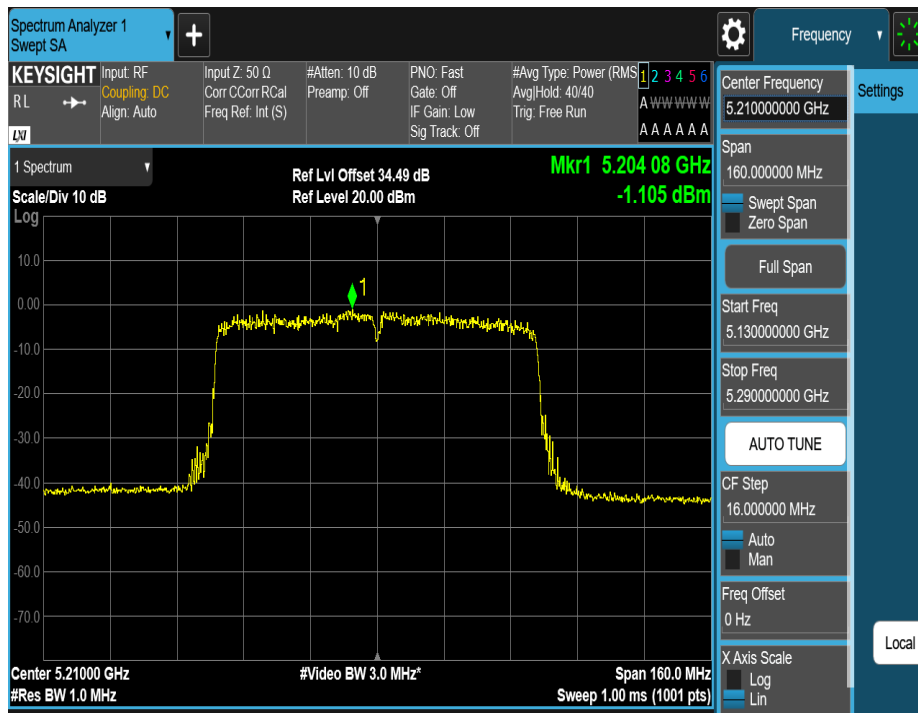 Spectrum Analyzer 1
Swept SA
+
Frequency
KEYSIGHT
RL
LXI
Input: RF
Coupling: DC
Align: Auto
Input Z: 50 Ω
Corr CCorr RCal
Freq Ref: Int (S)
#Atten: 10 dB
Preamp: Off
PNO: Fast
Gate: Off
IF Gain: Low
Sig Track: Off
#Avg Type: Power (RMS
Avg|Hold: 40/40
Trig: Free Run
1 2 3 4 5 6
A W W W W W
A A A A A A
1 Spectrum
Scale/Div 10 dB
Ref Lvl Offset 34.49 dB
Ref Level 20.00 dBm
Mkr1 5.204 08 GHz
-1.105 dBm
Log
10.0
0.00
-10.0
-20.0
-30.0
-40.0
-50.0
-60.0
-70.0
1
Center 5.21000 GHz
#Res BW 1.0 MHz
#Video BW 3.0 MHz*
Span 160.0 MHz
Sweep 1.00 ms (1001 pts)
Center Frequency
5.210000000 GHz
Span
160.000000 MHz
Swept Span
Zero Span
Full Span
Start Freq
5.130000000 GHz
Stop Freq
5.290000000 GHz
AUTO TUNE
CF Step
16.000000 MHz
Auto
Man
Freq Offset
0 Hz
X Axis Scale
Log
Lin
Settings
Local